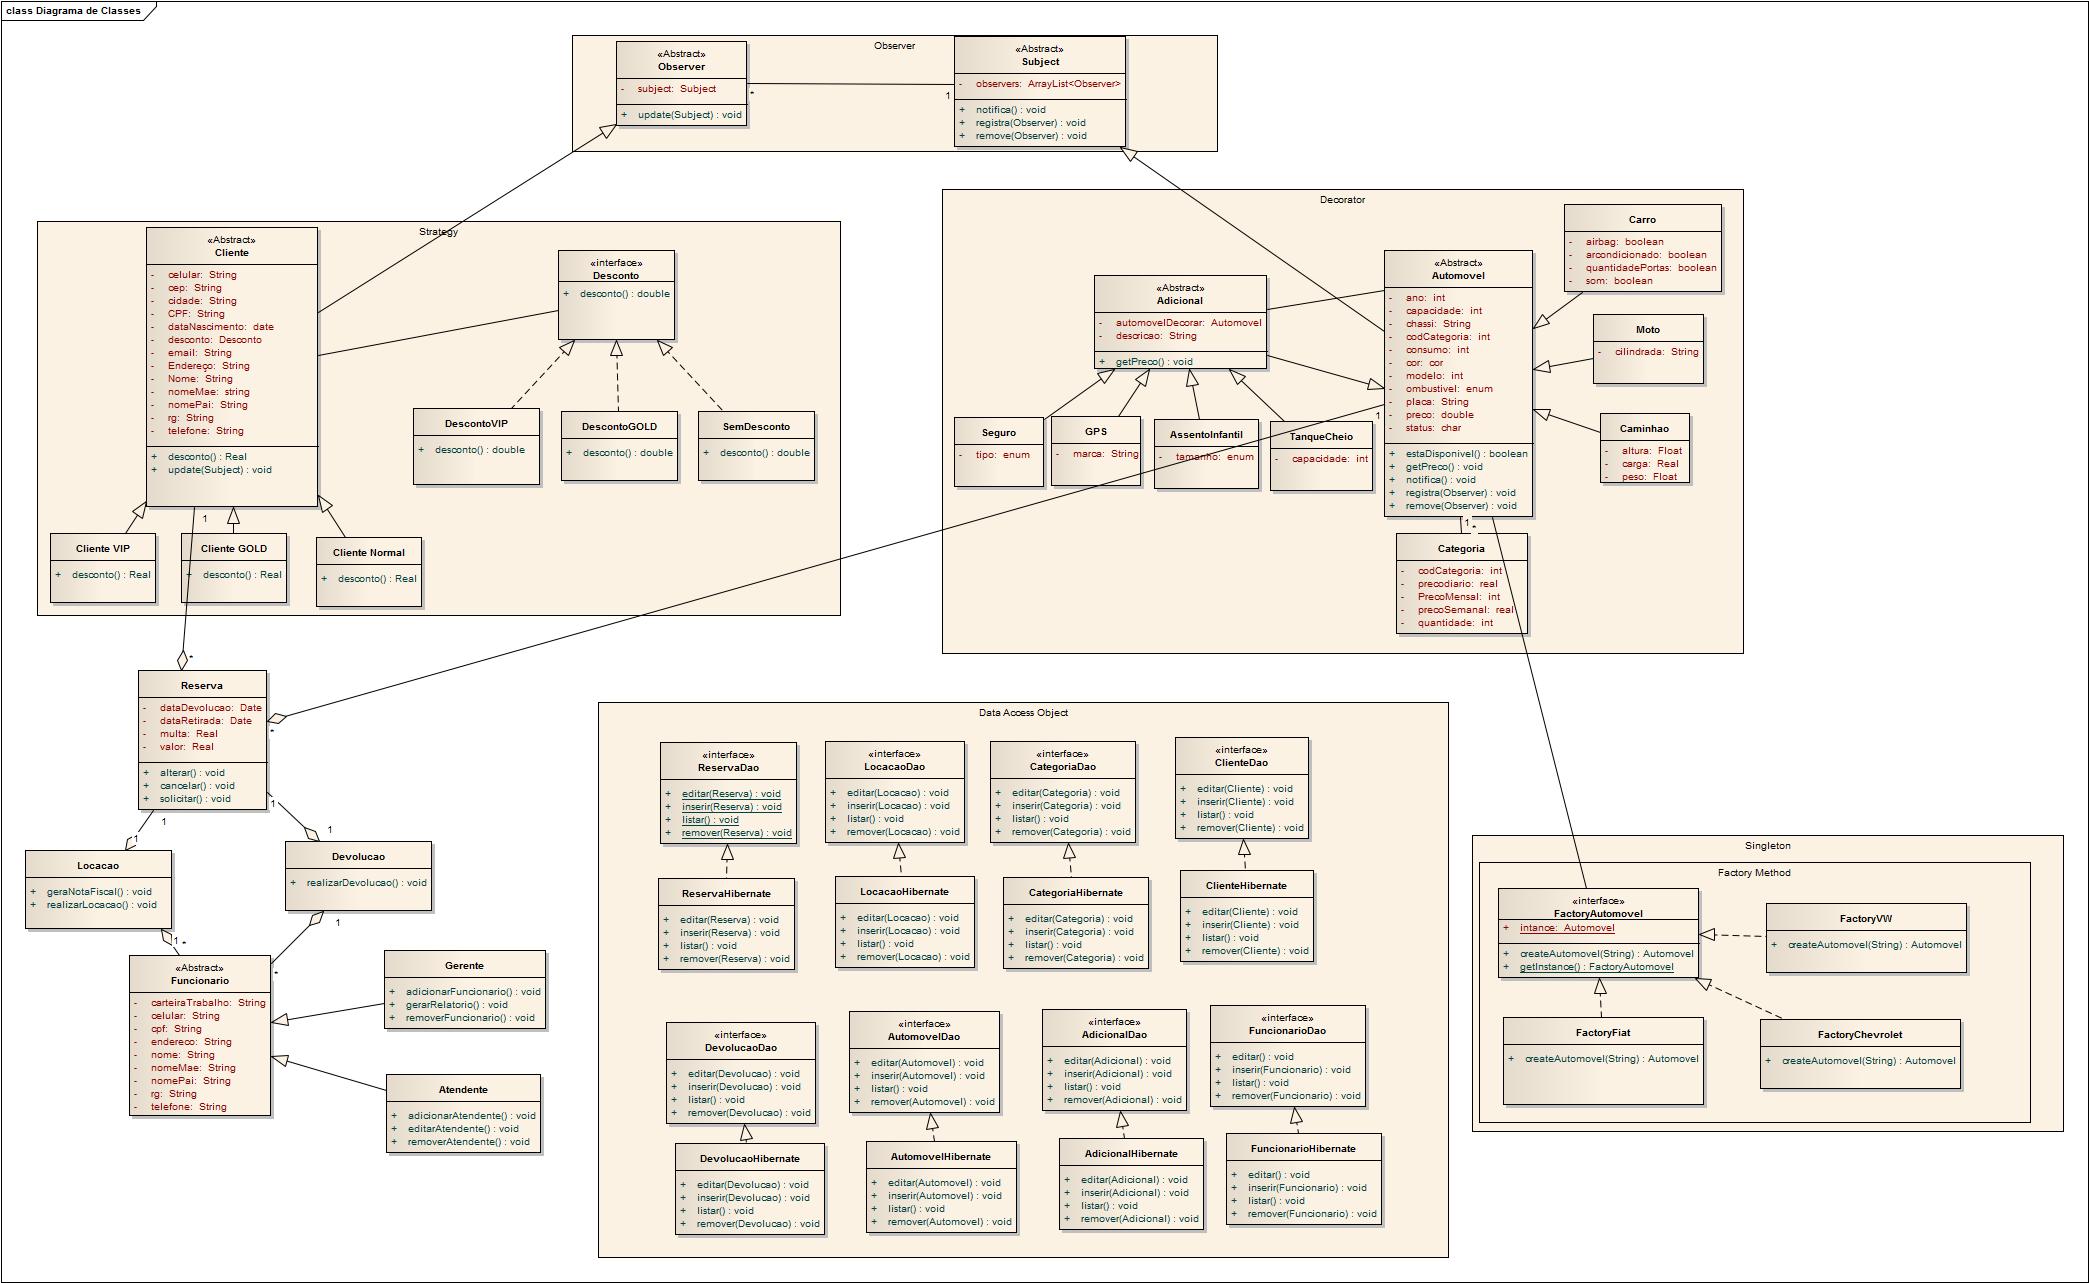 class Diagrama de Classes
Observer
«Abstract»
Observer
- subject: Subject
+ update(Subject) : void
*
1
«Abstract»
Subject
- observers: ArrayList<Observer>
+ notifica() : void
+ registra(Observer) : void
+ remove(Observer) : void
Strategy
«Abstract»
Cliente
- celular: String
- cep: String
- cidade: String
- CPF: String
- dataNascimento: date
- desconto: Desconto
- email: String
- Endereço: String
- Nome: String
- nomeMae: string
- nomePai: String
- rg: String
- telefone: String
+ desconto() : Real
+ update(Subject) : void
«interface»
Desconto
+ desconto() : double
DescontoVIP
+ desconto() : double
DescontoGOLD
+ desconto() : double
SemDesconto
+ desconto() : double
1
Cliente VIP
+ desconto() : Real
Cliente GOLD
+ desconto() : Real
Cliente Normal
+ desconto() : Real
Decorator
«Abstract»
Adicional
- automovelDecorar: Automovel
- descricao: String
+ getPreco() : void
Seguro
- tipo: enum
GPS
- marca: String
AssentoInfantil
- tamanho: enum
TanqueCheio
- capacidade: int
«Abstract»
Automovel
- ano: int
- capacidade: int
- chassi: String
- codCategoria: int
- consumo: int
- cor: cor
- modelo: int
- ombustivel: enum
- placa: String
- preco: double
- status: char
+ estaDisponivel() : boolean
+ getPreco() : void
+ notifica() : void
+ registra(Observer) : void
+ remove(Observer) : void
1
Carro
- airbag: boolean
- arcondicionado: boolean
- quantidadePortas: boolean
- som: boolean
Moto
- cilindrada: String
Caminhao
- altura: Float
- carga: Real
- peso: Float
1
*
Categoria
- codCategoria: int
- precodiario: real
- PrecoMensal: int
- precoSemanal: real
- quantidade: int
*
Reserva
- dataDevolucao: Date
- dataRetirada: Date
- multa: Real
- valor: Real
+ alterar() : void
+ cancelar() : void
+ solicitar() : void
*
1
1
1
1
Locacao
+ geraNotaFiscal() : void
+ realizarLocacao() : void
Devolucao
+ realizarDevolucao() : void
1
*
1
*
«Abstract»
Funcionario
- carteiraTrabalho: String
- celular: String
- cpf: String
- endereco: String
- nome: String
- nomeMae: String
- nomePai: String
- rg: String
- telefone: String
Gerente
+ adicionarFuncionario() : void
+ gerarRelatorio() : void
+ removerFuncionario() : void
Atendente
+ adicionarAtendente() : void
+ editarAtendente() : void
+ removerAtendente() : void
Data Access Object
«interface»
ReservaDao
+ editar(Reserva) : void
+ inserir(Reserva) : void
+ listar() : void
+ remover(Reserva) : void
«interface»
LocacaoDao
+ editar(Locacao) : void
+ inserir(Locacao) : void
+ listar() : void
+ remover(Locacao) : void
«interface»
CategoriaDao
+ editar(Categoria) : void
+ inserir(Categoria) : void
+ listar() : void
+ remover(Categoria) : void
«interface»
ClienteDao
+ editar(Cliente) : void
+ inserir(Cliente) : void
+ listar() : void
+ remover(Cliente) : void
ReservaHibernate
+ editar(Reserva) : void
+ inserir(Reserva) : void
+ listar() : void
+ remover(Reserva) : void
LocacaoHibernate
+ editar(Locacao) : void
+ inserir(Locacao) : void
+ listar() : void
+ remover(Locacao) : void
CategoriaHibernate
+ editar(Categoria) : void
+ inserir(Categoria) : void
+ listar() : void
+ remover(Categoria) : void
ClienteHibernate
+ editar(Cliente) : void
+ inserir(Cliente) : void
+ listar() : void
+ remover(Cliente) : void
«interface»
DevolucaoDao
+ editar(Devolucao) : void
+ inserir(Devolucao) : void
+ listar() : void
+ remover(Devolucao) : void
«interface»
AutomovelDao
+ editar(Automovel) : void
+ inserir(Automovel) : void
+ listar() : void
+ remover(Automovel) : void
«interface»
AdicionalDao
+ editar(Adicional) : void
+ inserir(Adicional) : void
+ listar() : void
+ remover(Adicional) : void
«interface»
FuncionarioDao
+ editar() : void
+ inserir(Funcionario) : void
+ listar() : void
+ remover(Funcionario) : void
DevolucaoHibernate
+ editar(Devolucao) : void
+ inserir(Devolucao) : void
+ listar() : void
+ remover(Devolucao) : void
AutomovelHibernate
+ editar(Automovel) : void
+ inserir(Automovel) : void
+ listar() : void
+ remover(Automovel) : void
AdicionalHibernate
+ editar(Adicional) : void
+ inserir(Adicional) : void
+ listar() : void
+ remover(Adicional) : void
FuncionarioHibernate
+ editar() : void
+ inserir(Funcionario) : void
+ listar() : void
+ remover(Funcionario) : void
Singleton
Factory Method
«interface»
FactoryAutomovel
+ intance: Automovel
+ createAutomovel(String) : Automovel
+ getInstance() : FactoryAutomovel
FactoryVW
+ createAutomovel(String) : Automovel
FactoryFiat
+ createAutomovel(String) : Automovel
FactoryChevrolet
+ createAutomovel(String) : Automovel